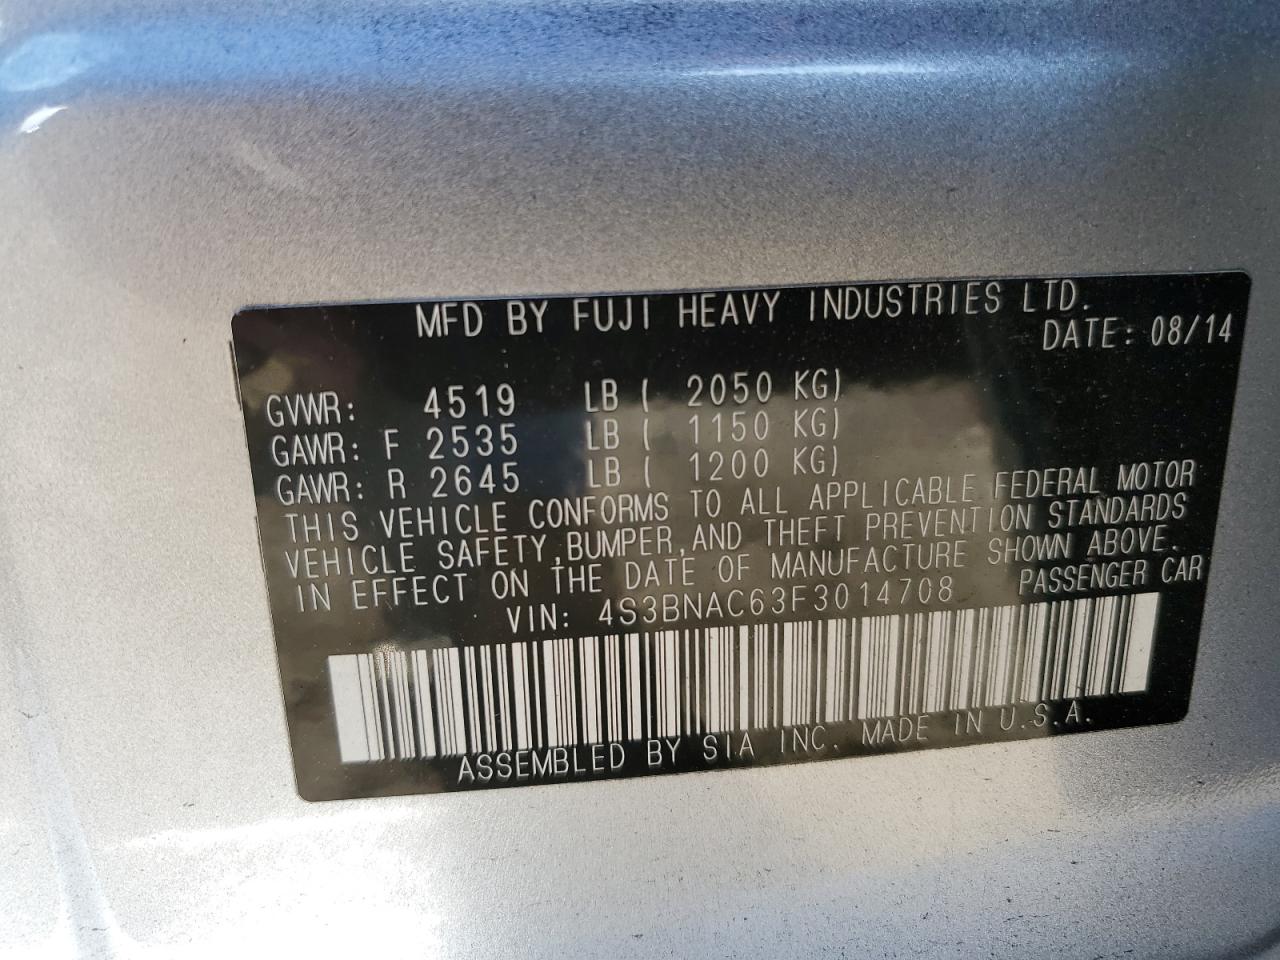 MFD BY FUJI HEAVY INDUSTRIES LTD.
DATE: 08/14
GVWR: 4519 LB ( 2050 KG)
GAWR: F 2535 LB ( 1150 KG)
GAWR: R 2645 LB ( 1200 KG)
THIS VEHICLE CONFORMS TO ALL APPLICABLE FEDERAL MOTOR
VEHICLE SAFETY,BUMPER,AND THEFT PREVENTION STANDARDS
IN EFFECT ON THE DATE OF MANUFACTURE SHOWN ABOVE.
VIN: 4S3BNAC63F3014708 PASSENGER CAR
ASSEMBLED BY SIA INC. MADE IN U.S.A.